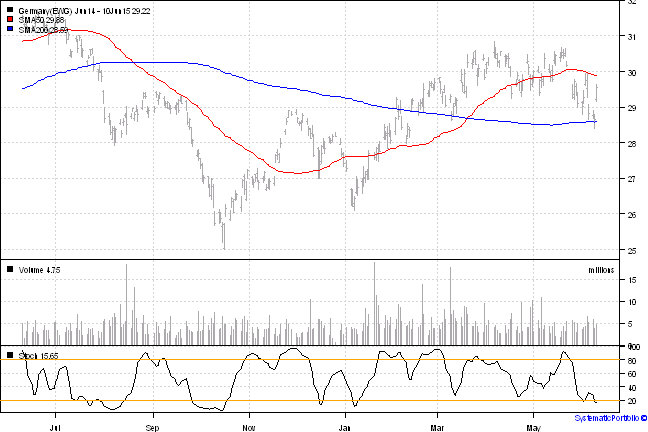 Germany(EWG) Jun14 - 10Jun15 29.22
SMA50 29.88
SMA200 28.59
32
31
30
29
28
27
26
25
Volume 4.75
millions
15
10
5
0
Stoch 15.65
100
80
60
40
20
Jul
Sep
Nov
Jan
Mar
May
SystematicPortfolio ©